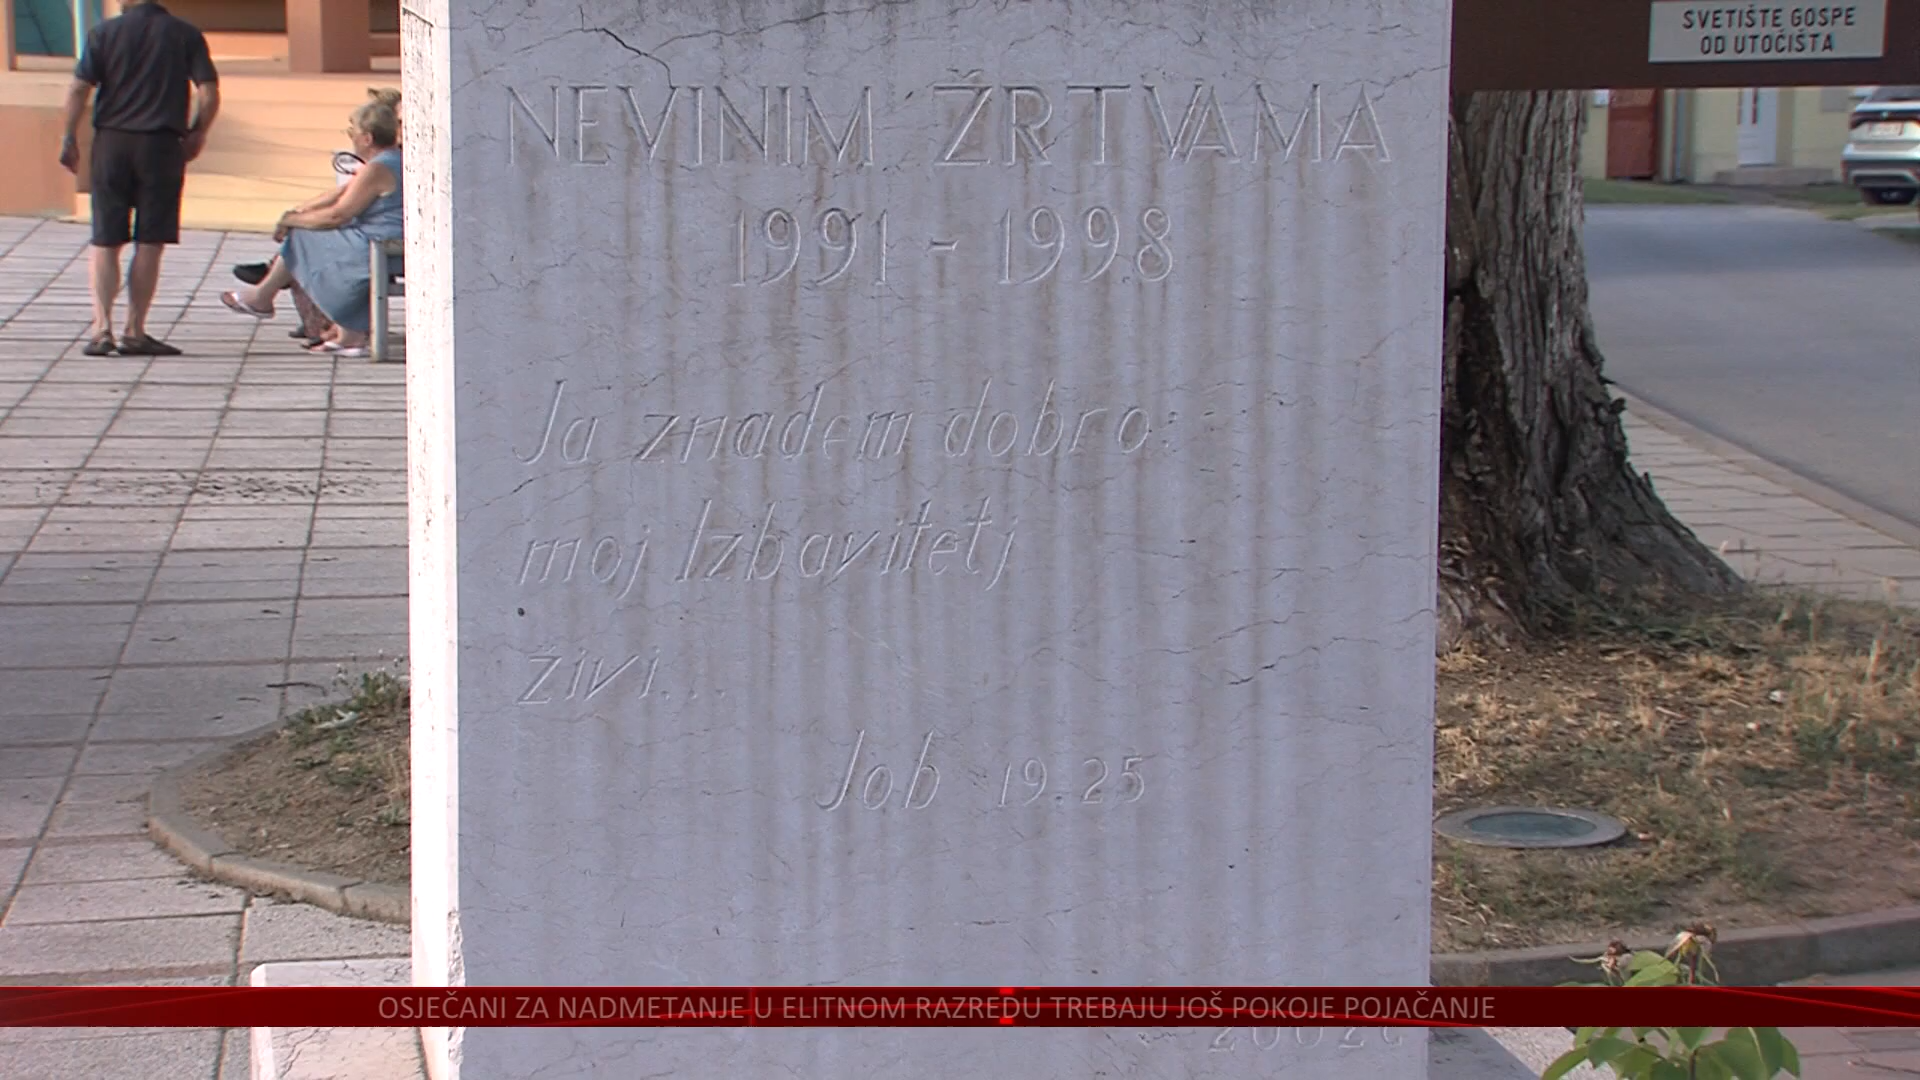 SVETIŠTE GOSPE
OD UTOČIŠTA
NEVINIM ŽRTVAMA
1991 - 1998
Ja znadem dobro:
moj Izbavitelj
živi...
Job 19.25
OSJEČANI ZA NADMETANJE U ELITNOM RAZREDU TREBAJU JOŠ POKOJE POJAČANJE